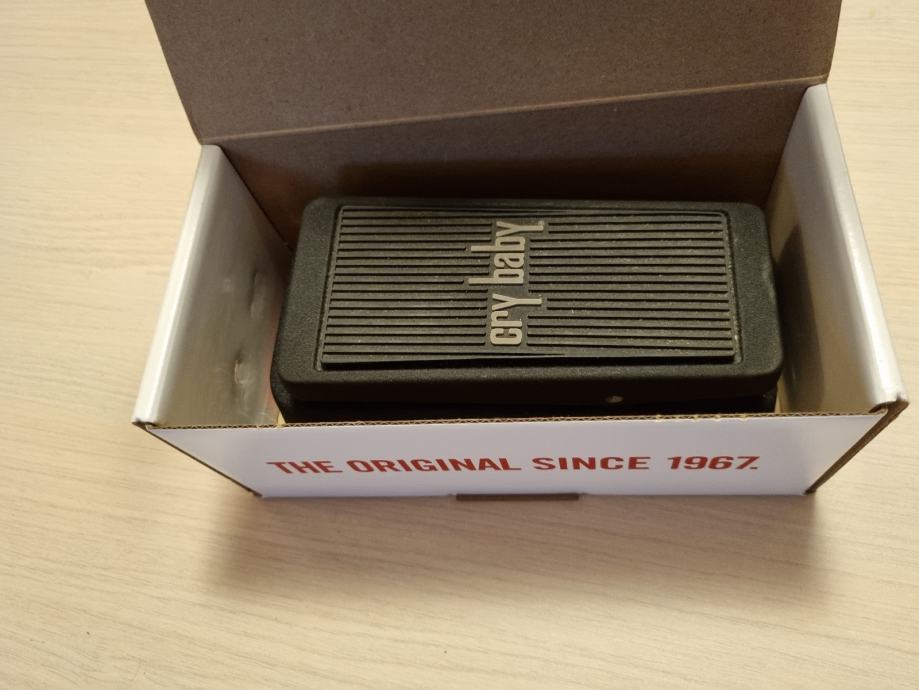 cry baby
THE ORIGINAL SINCE 1967.